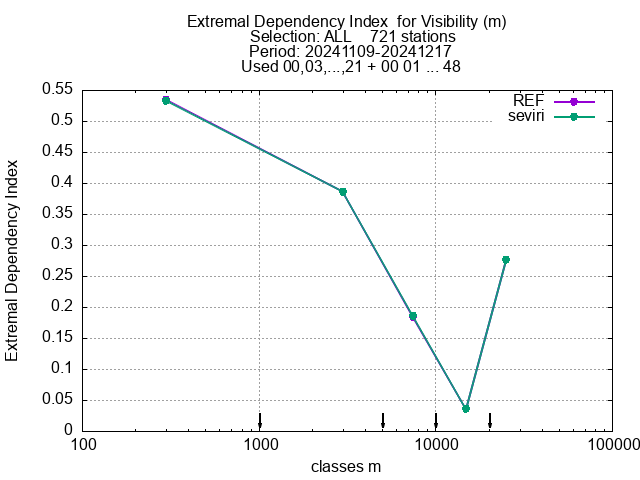 Extremal Dependency Index  for Visibility (m)
Selection: ALL    721 stations
Period: 20241109-20241217
Used 00,03,...,21 + 00 01 ... 48
REF
seviri
Extremal Dependency Index
0.55
0.5
0.45
0.4
0.35
0.3
0.25
0.2
0.15
0.1
0.05
0
100
1000
10000
100000
classes m